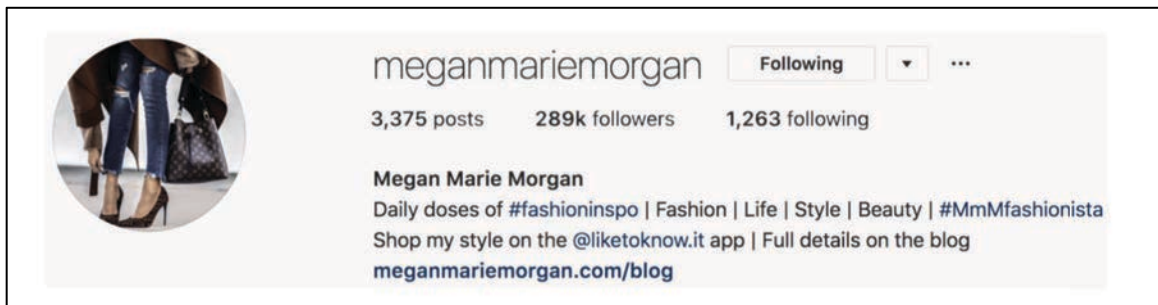 meganmariemorgan Following ▼ ...
3,375 posts 289k followers 1,263 following
Megan Marie Morgan
Daily doses of #fashioninspo | Fashion | Life | Style | Beauty | #MmMfashionista
Shop my style on the @liketoknow.it app | Full details on the blog
meganmariemorgan.com/blog